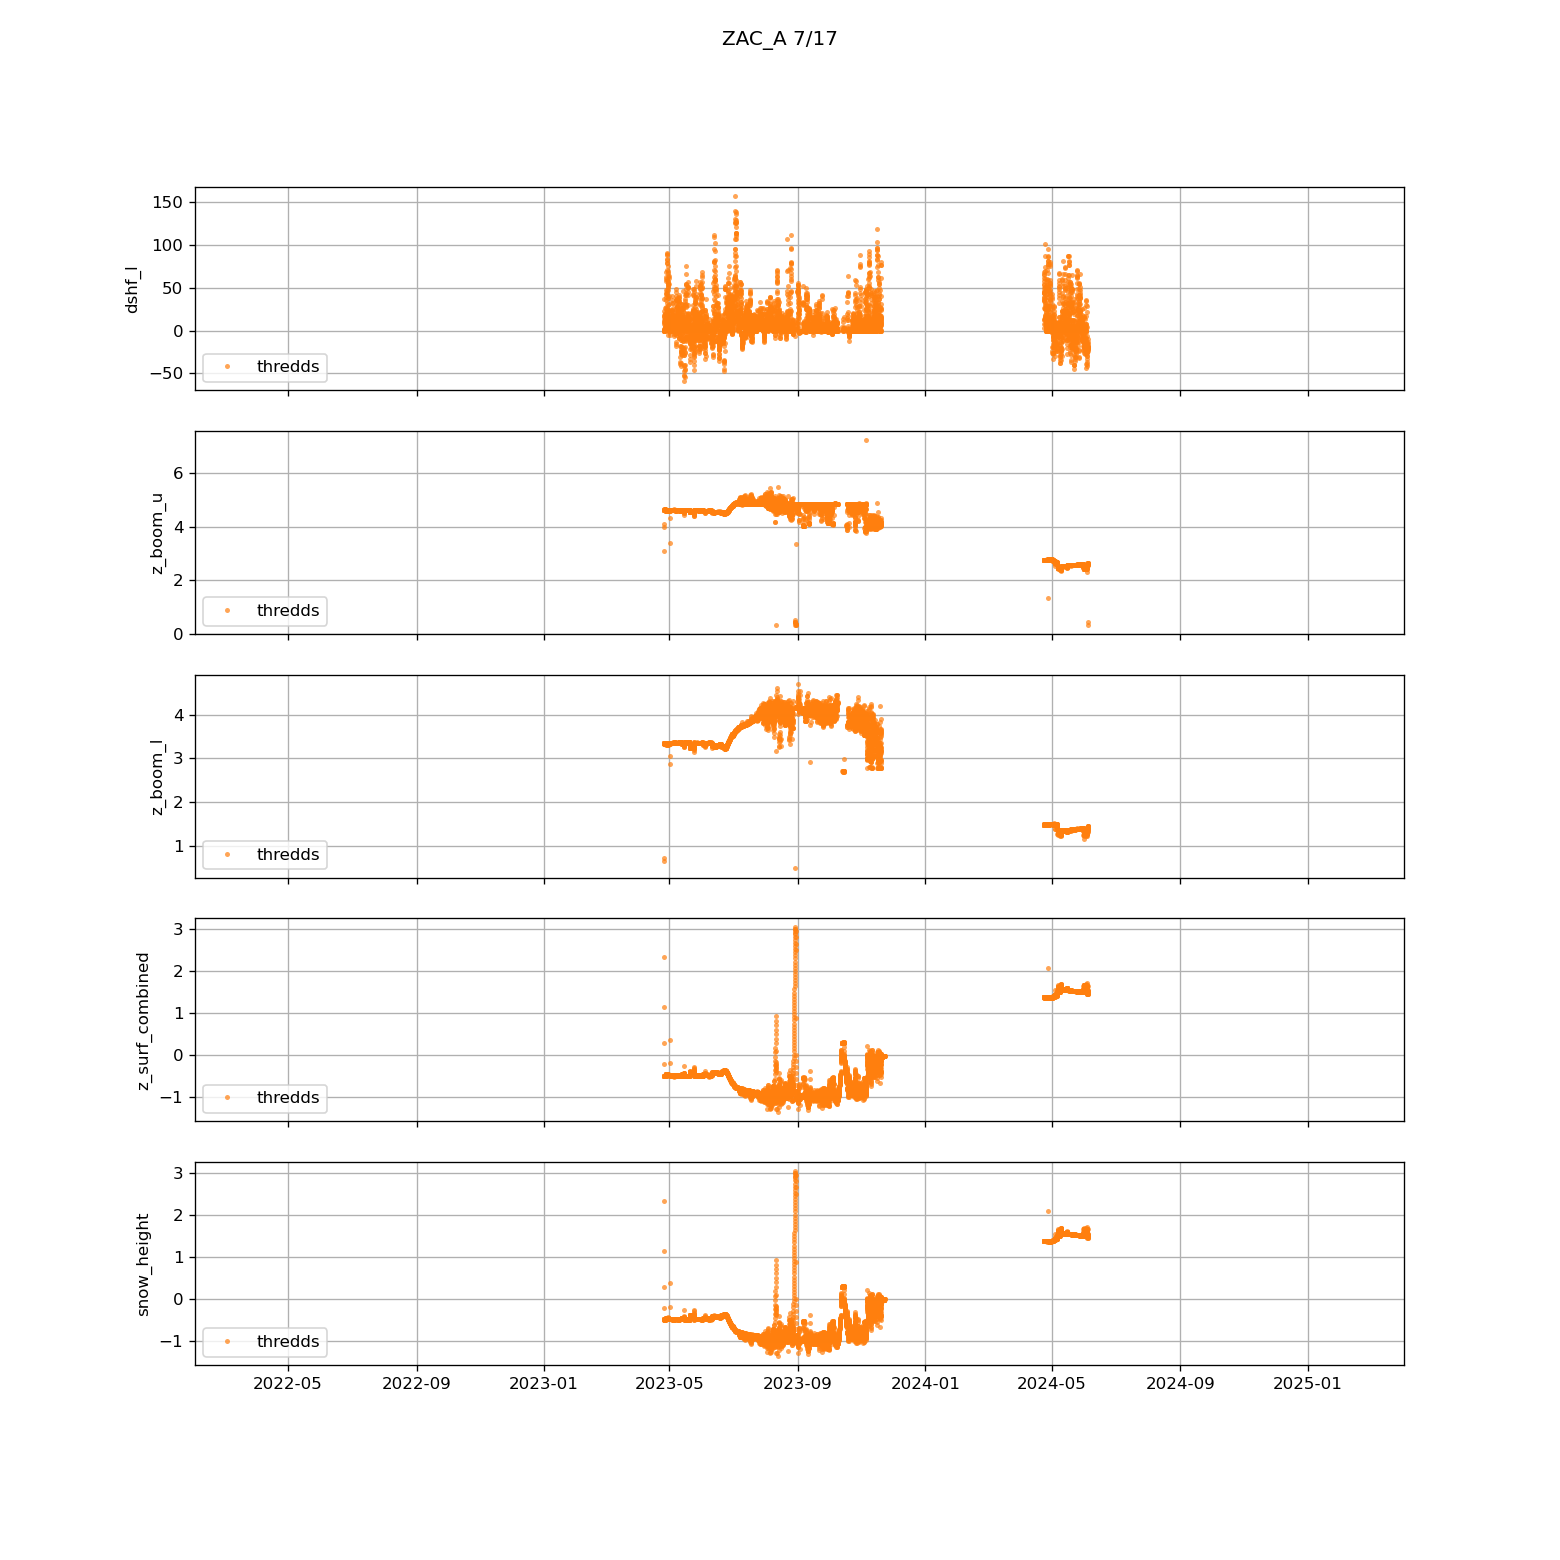 ZAC_A 7/17
150
100
50
0
−50
dshf_l
thredds
6
4
2
0
z_boom_u
thredds
4
3
2
1
z_boom_l
thredds
3
2
1
0
−1
z_surf_combined
thredds
3
2
1
0
−1
snow_height
thredds
2022-05 2022-09 2023-01 2023-05 2023-09 2024-01 2024-05 2024-09 2025-01